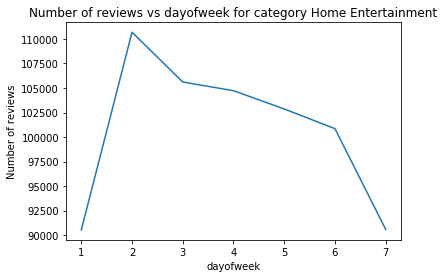 Number of reviews vs dayofweek for category Home Entertainment
110000
107500
105000
102500
100000
97500
95000
92500
90000
Number of reviews
1 2 3 4 5 6 7
dayofweek